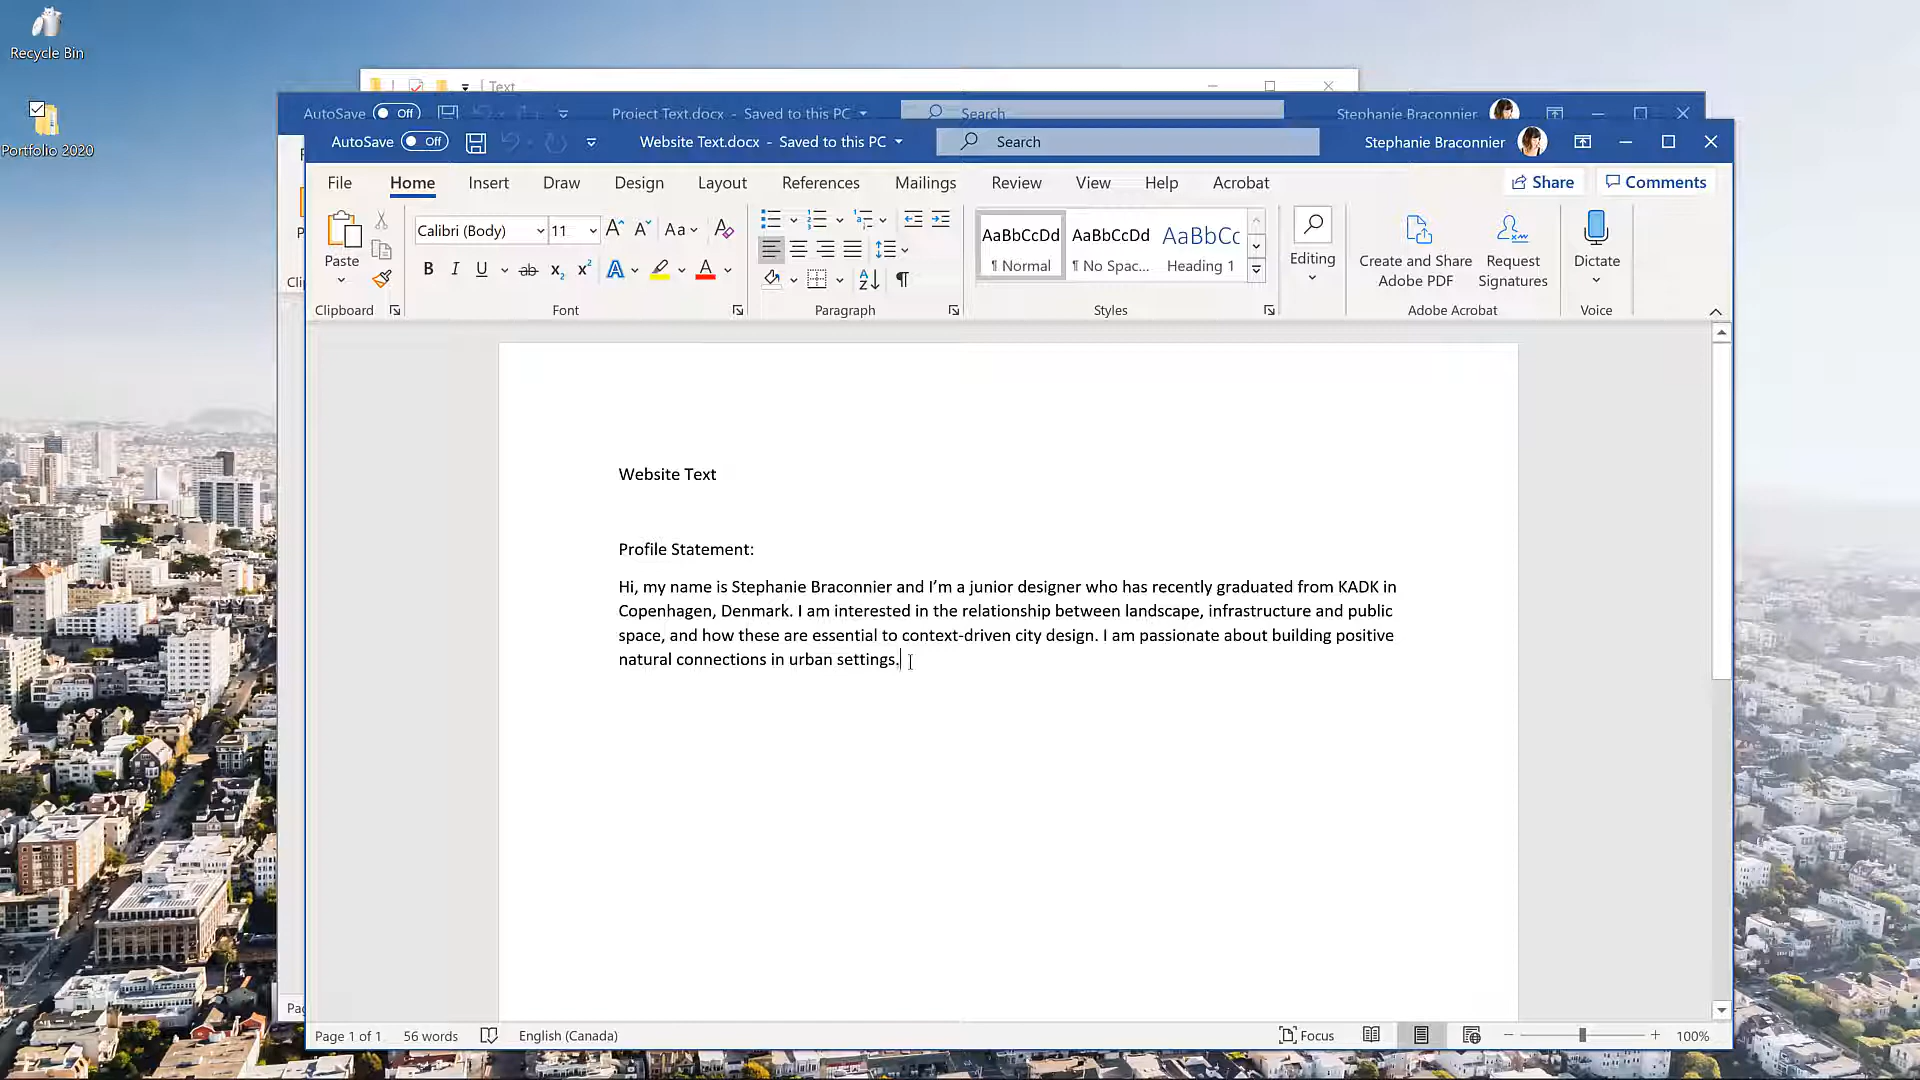 Recycle Bin
Portfolio 2020
Text
AutoSave Off Project Text.docx - Saved to this PC Search Stephanie Braconnier
AutoSave Off Website Text.docx - Saved to this PC Search Stephanie Braconnier
File Home Insert Draw Design Layout References Mailings Review View Help Acrobat Share Comments
Calibri (Body) 11 Aa
AaBbCcDd AaBbCcDd AaBbCc
¶ Normal ¶ No Spac... Heading 1
Paste
Editing
Create and Share Adobe PDF
Request Signatures
Dictate
Clipboard Font Paragraph Styles Adobe Acrobat Voice
Website Text
Profile Statement:
Hi, my name is Stephanie Braconnier and I’m a junior designer who has recently graduated from KADK in
Copenhagen, Denmark. I am interested in the relationship between landscape, infrastructure and public
space, and how these are essential to context-driven city design. I am passionate about building positive
natural connections in urban settings.
Page 1 of 1 56 words English (Canada) Focus 100%